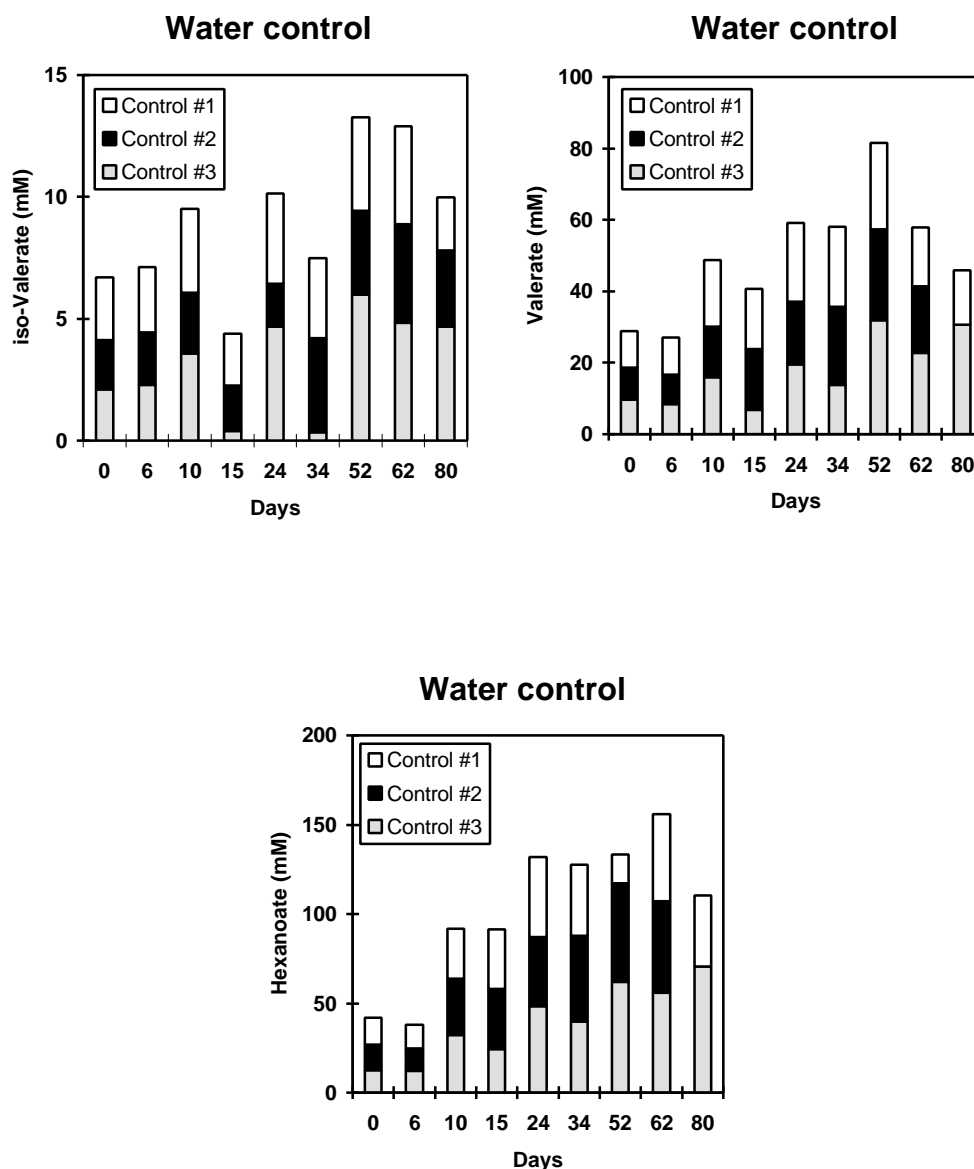 Water control
15
10
5
0
iso-Valerate (mM)
Control #1
Control #2
Control #3
0 6 10 15 24 34 52 62 80
Days
Water control
100
80
60
40
20
0
Valerate (mM)
Control #1
Control #2
Control #3
0 6 10 15 24 34 52 62 80
Days
Water control
200
150
100
50
0
Hexanoate (mM)
Control #1
Control #2
Control #3
0 6 10 15 24 34 52 62 80
Days